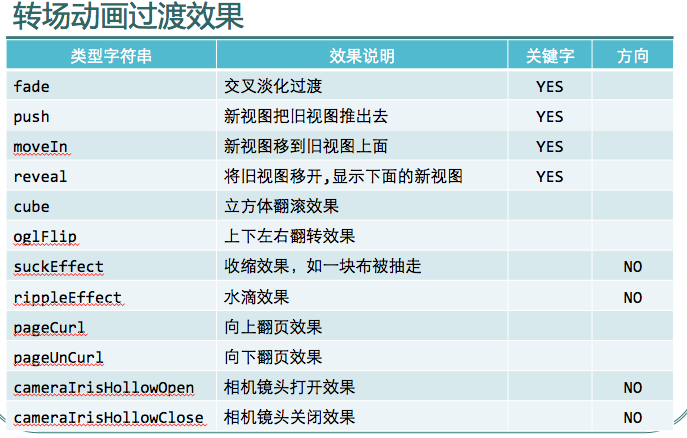 转场动画过渡效果
类型字符串 效果说明 关键字 方向
fade 交叉淡化过渡 YES
push 新视图把旧视图推出去 YES
moveIn 新视图移到旧视图上面 YES
reveal 将旧视图移开,显示下面的新视图 YES
cube 立方体翻滚效果
oglFlip 上下左右翻转效果
suckEffect 收缩效果，如一块布被抽走 NO
rippleEffect 水滴效果 NO
pageCurl 向上翻页效果
pageUnCurl 向下翻页效果
cameraIrisHollowOpen 相机镜头打开效果 NO
cameraIrisHollowClose 相机镜头关闭效果 NO